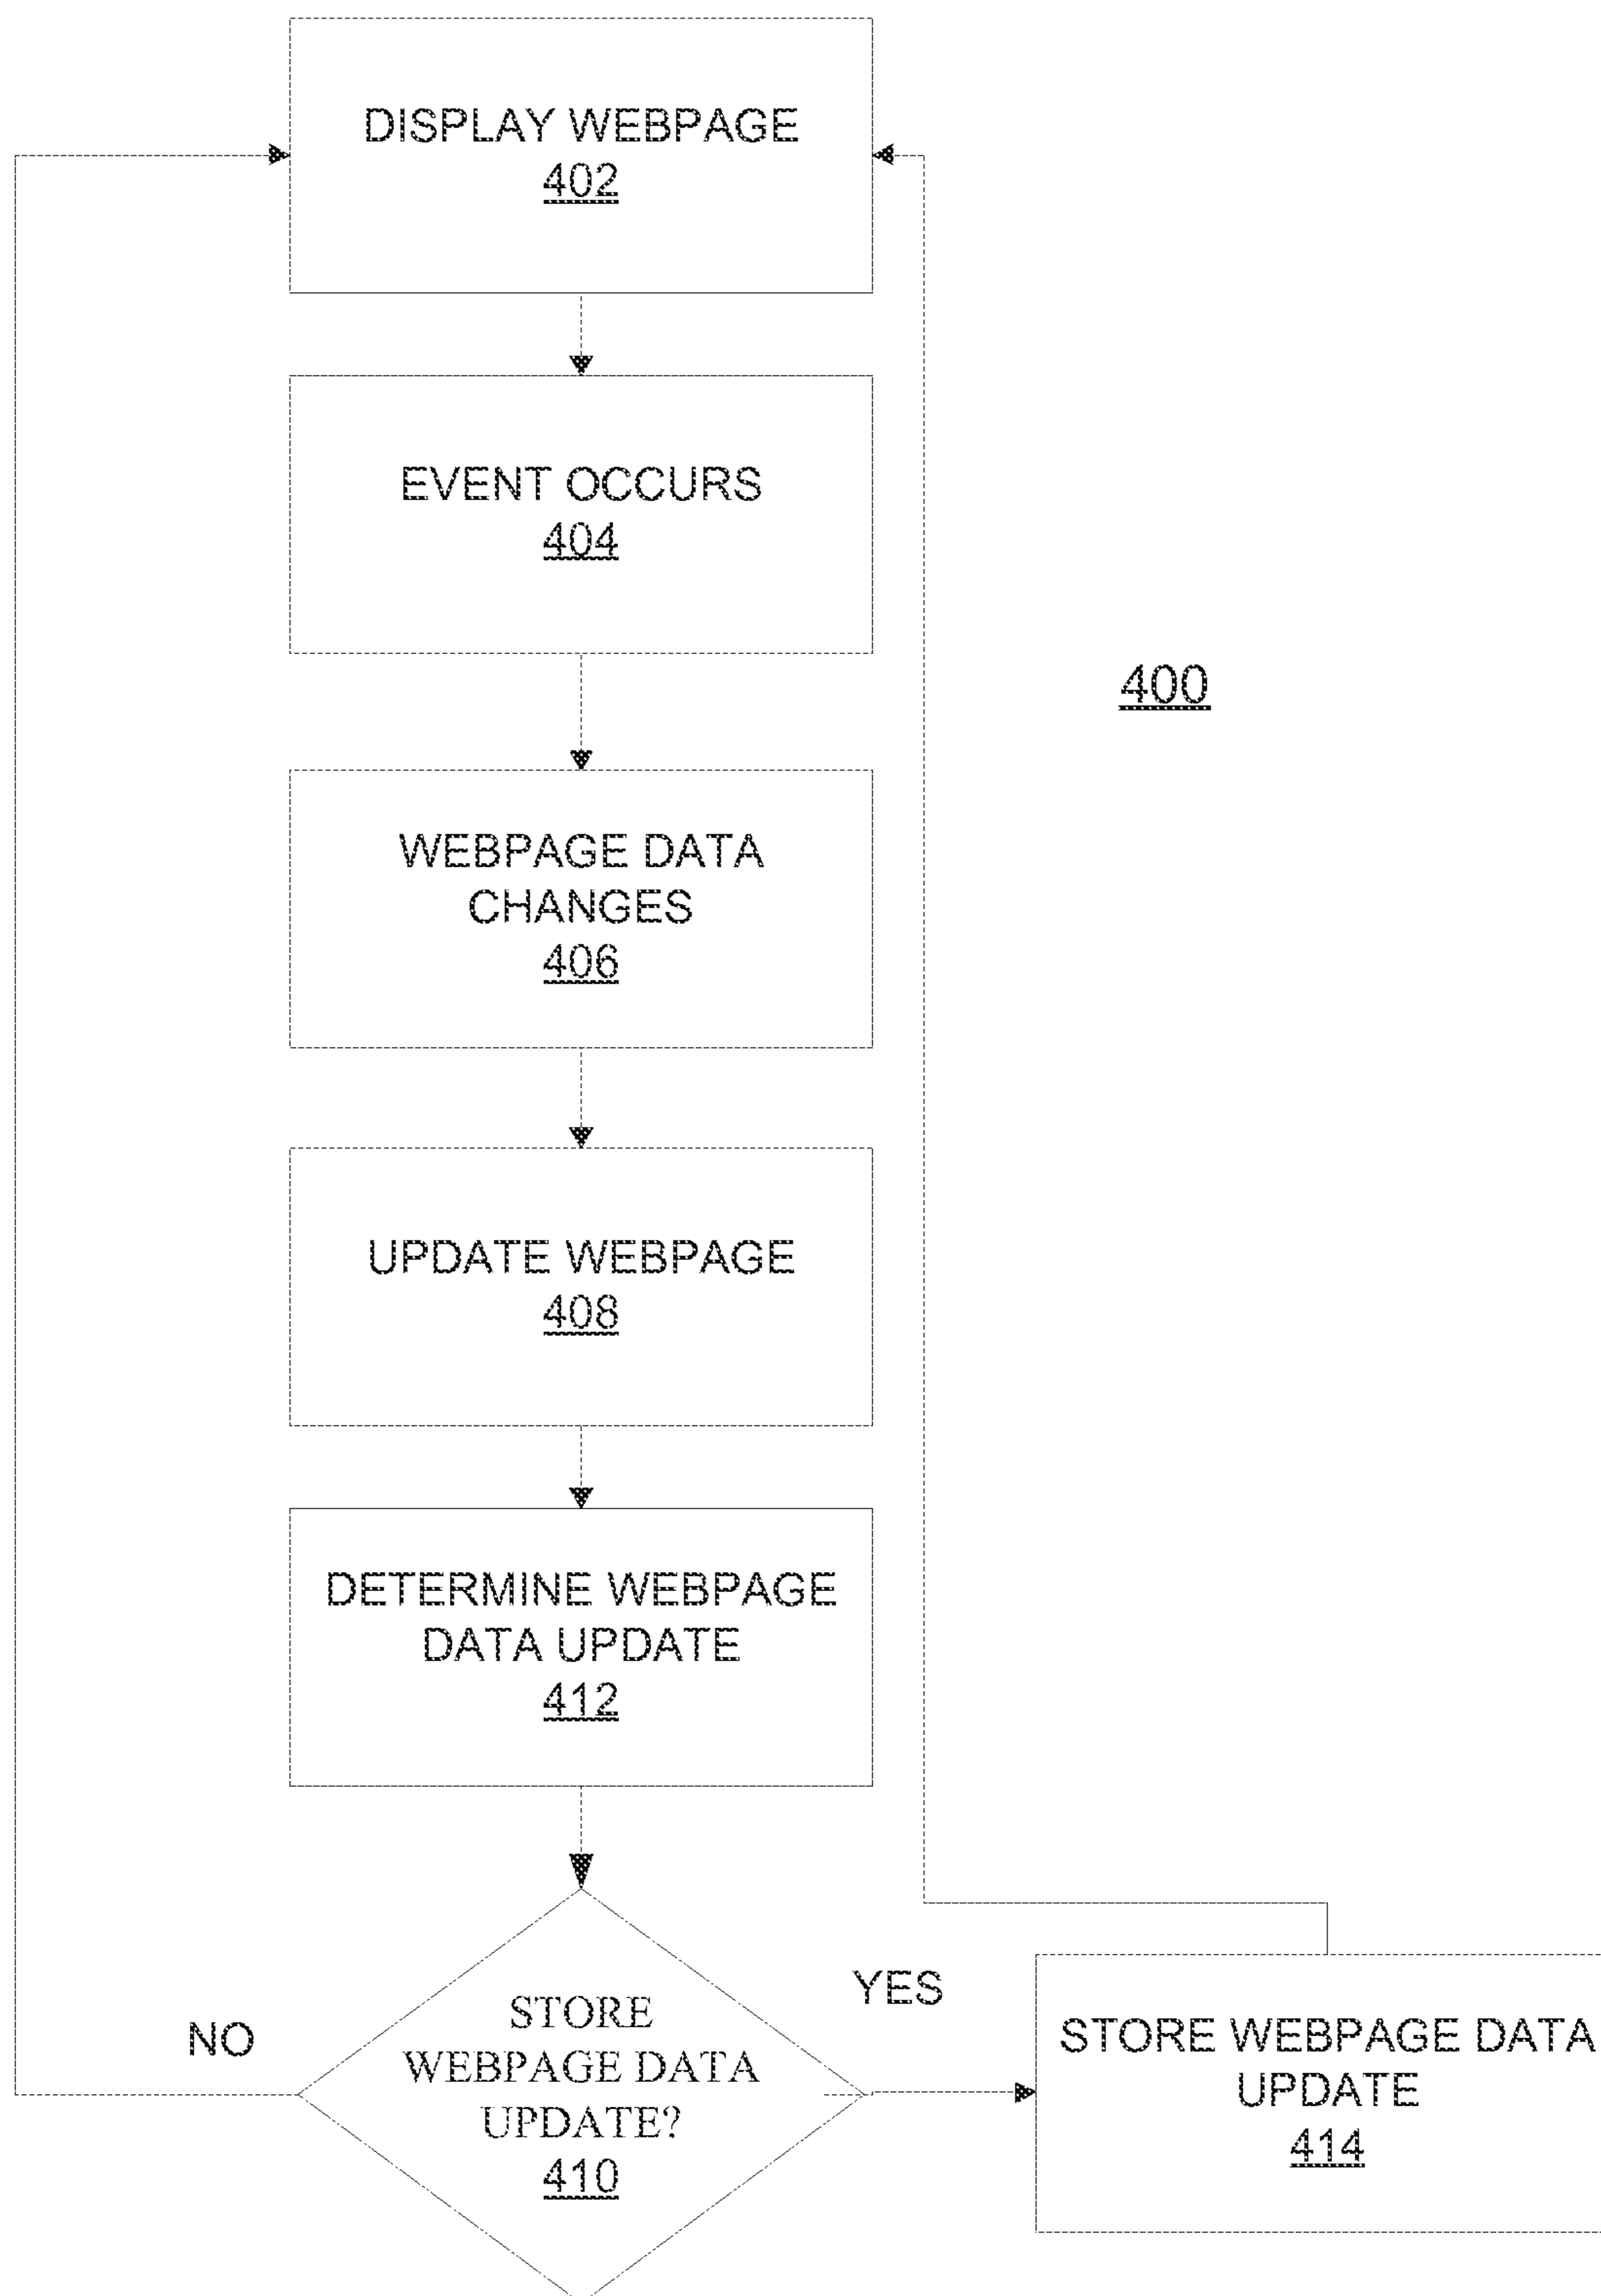 DISPLAY WEBPAGE
402
EVENT OCCURS
404
400
WEBPAGE DATA
CHANGES
406
UPDATE WEBPAGE
408
DETERMINE WEBPAGE
DATA UPDATE
412
YES
NO
STORE
WEBPAGE DATA
UPDATE?
410
STORE WEBPAGE DATA
UPDATE
414